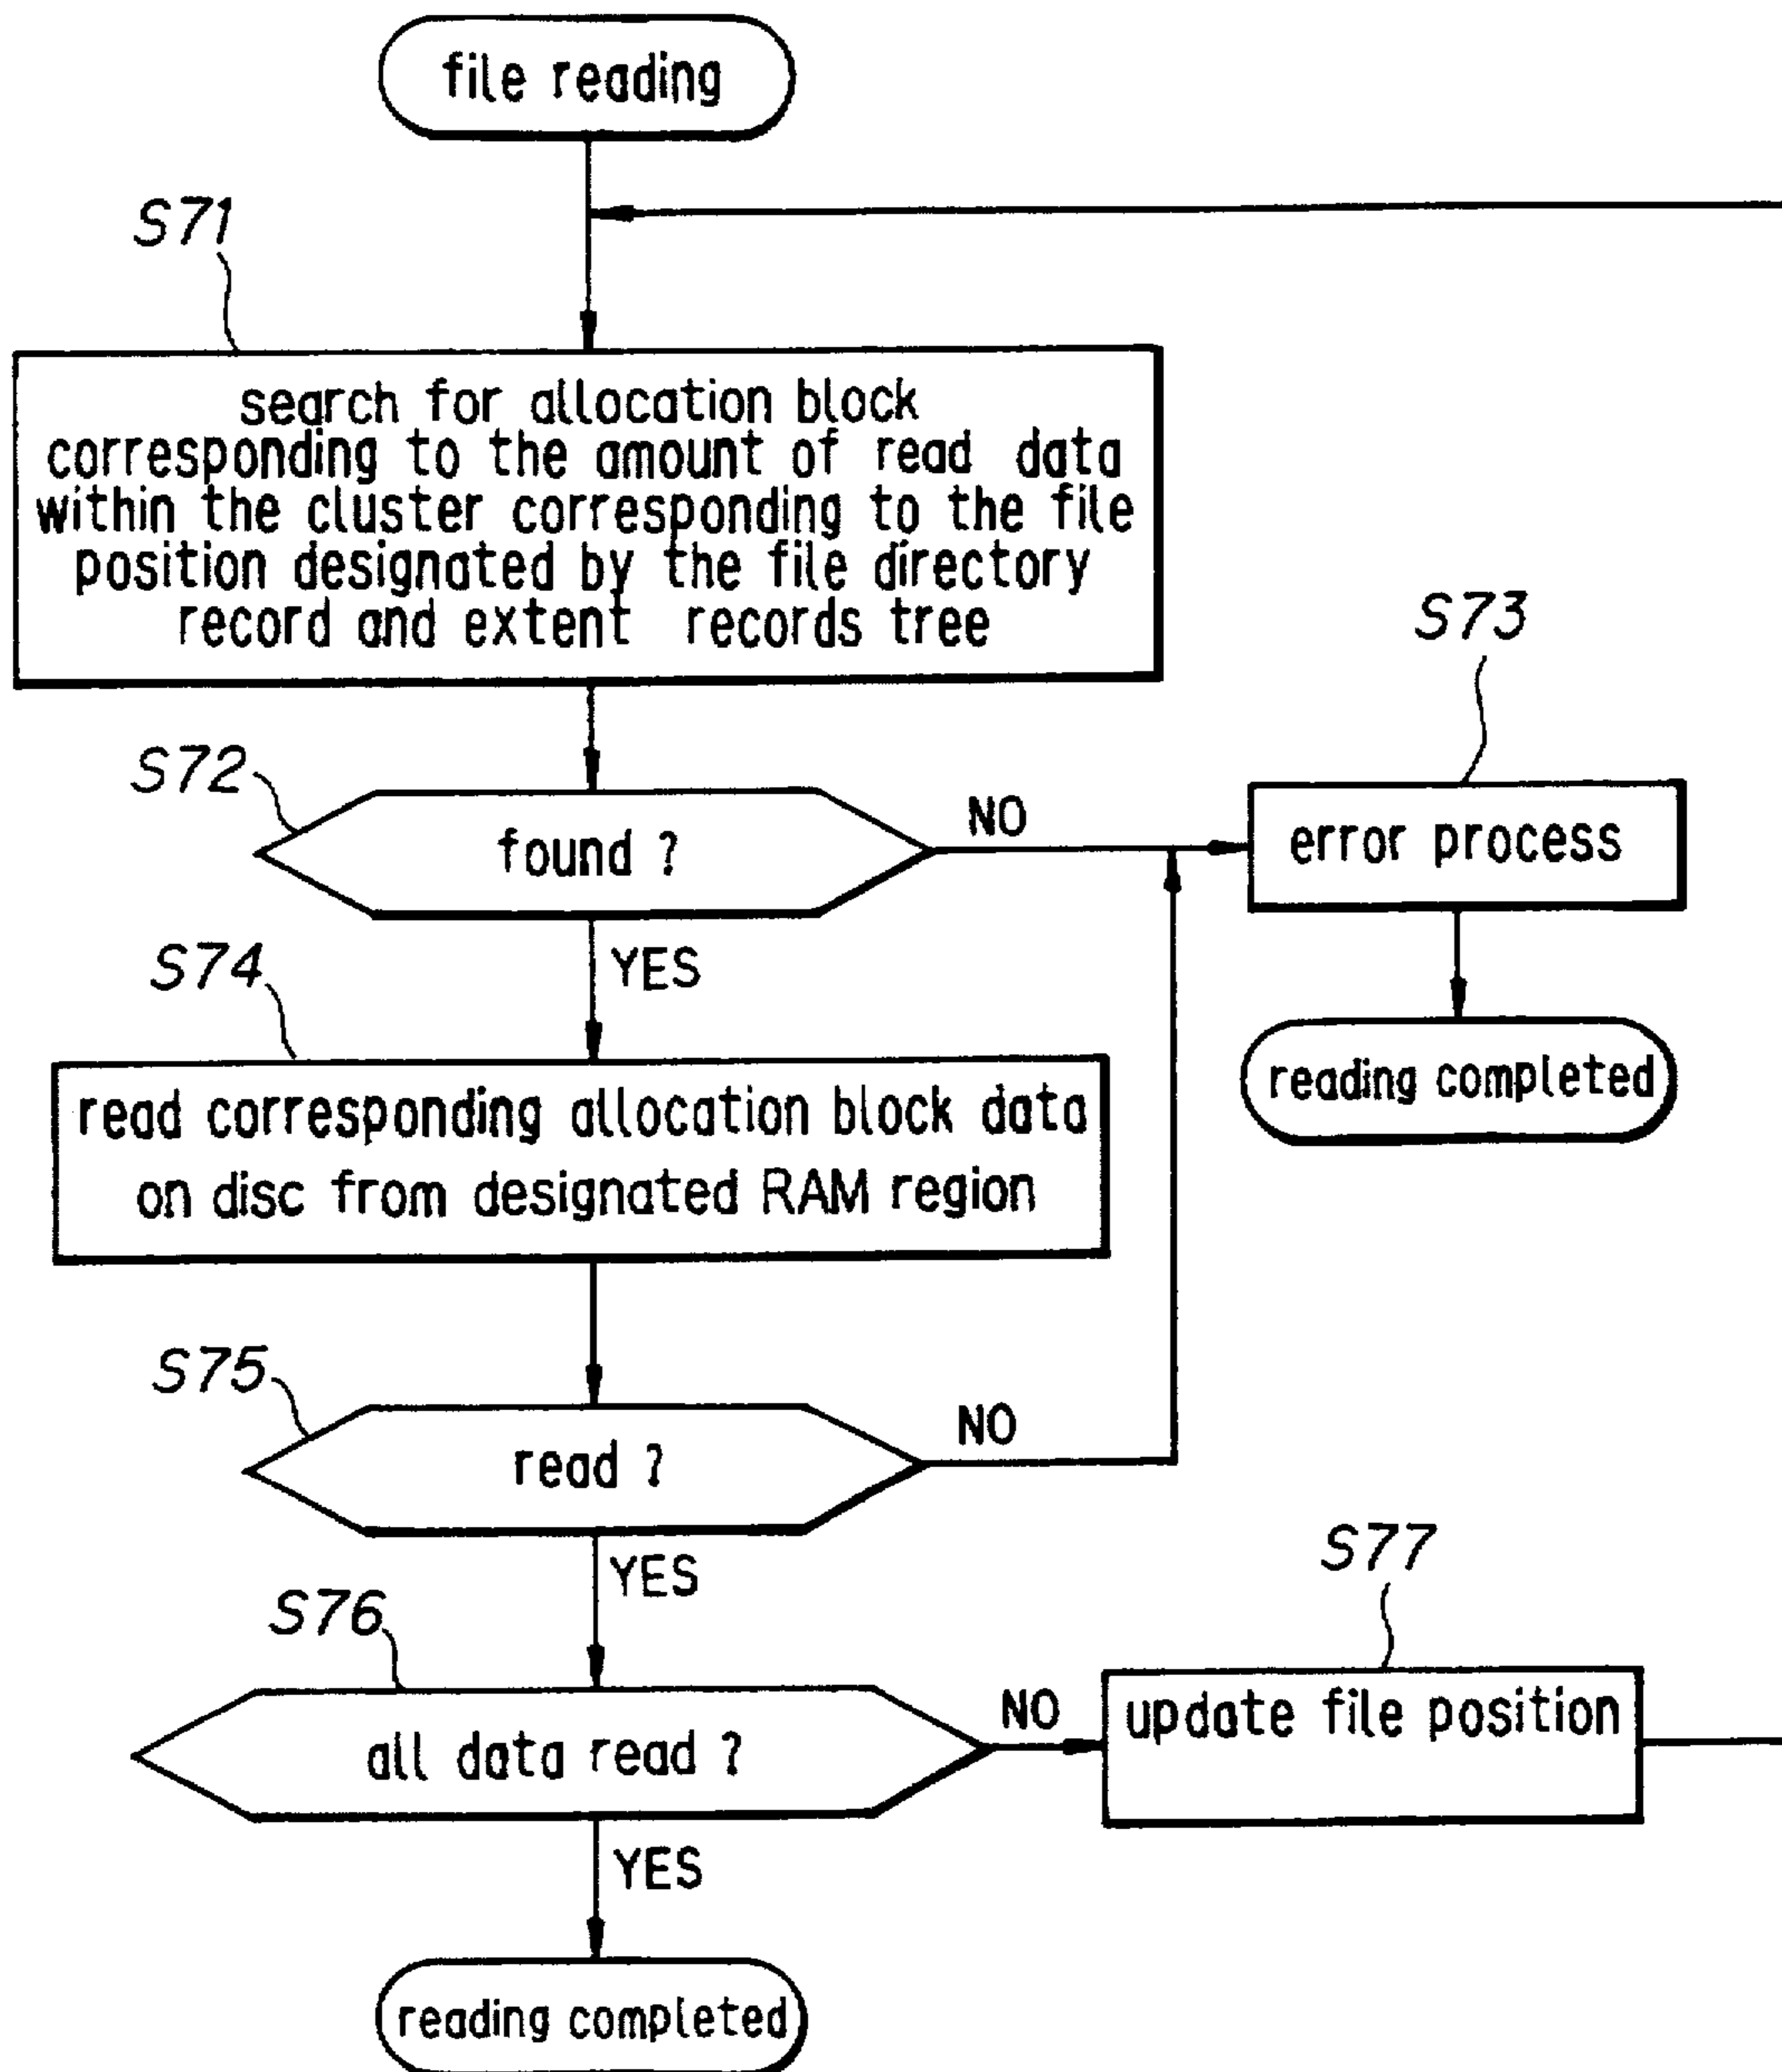 file reading
S71
search for allocation block
corresponding to the amount of read data
within the cluster corresponding to the file
position designated by the file directory
record and extent records tree
S72
found ?
NO
S73
error process
reading completed
YES
S74
read corresponding allocation block data
on disc from designated RAM region
S75
read ?
NO
YES
S76
all data read ?
NO
S77
update file position
YES
reading completed